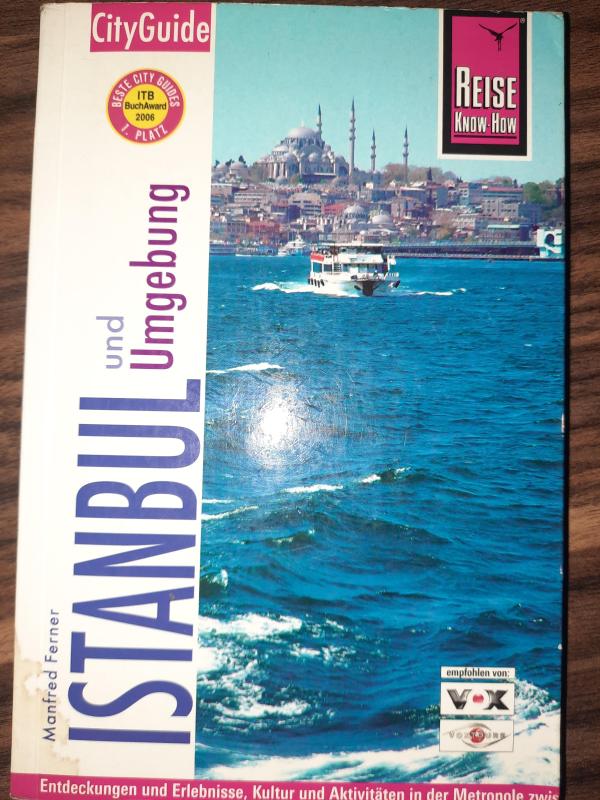 CityGuide
BESTE CITY GUIDES
ITB
BuchAward
2006
1. PLATZ
REISE
KNOW-HOW
®
Manfred Ferner
ISTANBUL
und
Umgebung
empfohlen von:
VOX
VOXTOURS
Entdeckungen und Erlebnisse, Kultur und Aktivitäten in der Metropole zwis